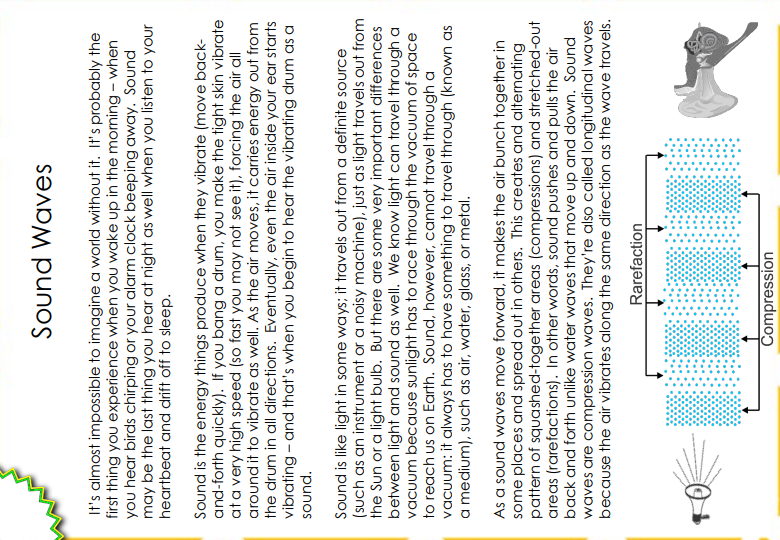 Sound Waves
It's almost impossible to imagine a world without it.  It's probably the
first thing you experience when you wake up in the morning – when
you hear birds chirping or your alarm clock beeping away.  Sound
may be the last thing you hear at night as well when you listen to your
heartbeat and drift off to sleep.
Sound is the energy things produce when they vibrate (move back-
and-forth quickly).  If you bang a drum, you make the tight skin vibrate
at a very high speed (so fast you may not see it), forcing the air all
around it to vibrate as well. As the air moves, it carries energy out from
the drum in all directions.  Eventually, even the air inside your ear starts
vibrating – and that's when you begin to hear the vibrating drum as a
sound.
Sound is like light in some ways; it travels out from a definite source
(such as an instrument or a noisy machine), just as light travels out from
the Sun or a light bulb.  But there are some very important differences
between light and sound as well.  We know light can travel through a
vacuum because sunlight has to race through the vacuum of space
to reach us on Earth. Sound, however, cannot travel through a
vacuum: it always has to have something to travel through (known as
a medium), such as air, water, glass, or metal.
As a sound waves move forward, it makes the air bunch together in
some places and spread out in others.  This creates and alternating
pattern of squashed-together areas (compressions) and stretched-out
areas (rarefactions).  In other words, sound pushes and pulls the air
back and forth unlike water waves that move up and down.  Sound
waves are compression waves.  They're also called longitudinal waves
because the air vibrates along the same direction as the wave travels.
Rarefaction
Compression